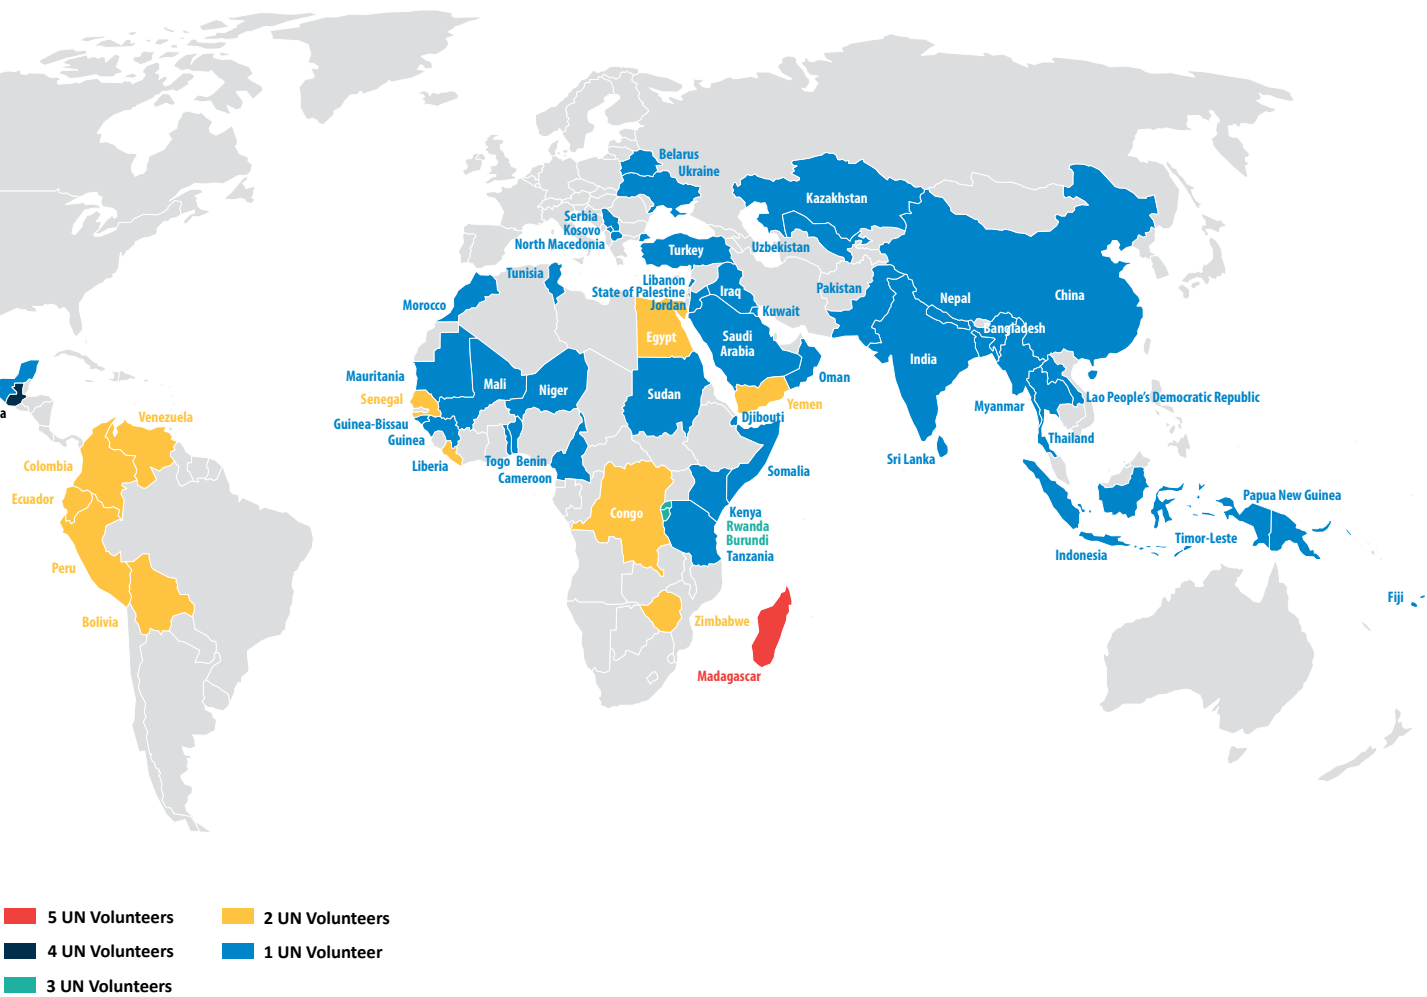 Belarus
Ukraine
Kazakhstan
Serbia
Kosovo
North Macedonia
Turkey
Uzbekistan
Tunisia
Libanon
State of Palestine
Jordan
Iraq
Kuwait
Pakistan
Nepal
China
Morocco
Bangladesh
Egypt
Saudi
Arabia
India
Mauritania
Mali
Niger
Sudan
Oman
Senegal
Yemen
Lao People's Democratic Republic
Myanmar
a
Venezuela
Djibouti
Guinea-Bissau
Guinea
Thailand
Liberia
Togo
Benin
Cameroon
Sri Lanka
Colombia
Somalia
Ecuador
Papua New Guinea
Congo
Kenya
Rwanda
Burundi
Tanzania
Timor-Leste
Indonesia
Peru
Fiji
Bolivia
Zimbabwe
Madagascar
5 UN Volunteers
2 UN Volunteers
4 UN Volunteers
1 UN Volunteer
3 UN Volunteers